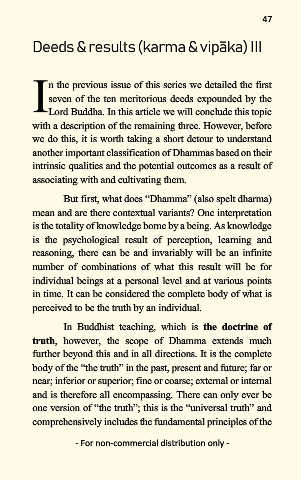 47
Deeds & results (karma & vipāka) III
In the previous issue of this series we detailed the first
seven of the ten meritorious deeds expounded by the
Lord Buddha. In this article we will conclude this topic
with a description of the remaining three. However, before
we do this, it is worth taking a short detour to understand
another important classification of Dhammas based on their
intrinsic qualities and the potential outcomes as a result of
associating with and cultivating them.
But first, what does “Dhamma” (also spelt dharma)
mean and are there contextual variants? One interpretation
is the totality of knowledge borne by a being. As knowledge
is the psychological result of perception, learning and
reasoning, there can be and invariably will be an infinite
number of combinations of what this result will be for
individual beings at a personal level and at various points
in time. It can be considered the complete body of what is
perceived to be the truth by an individual.
In Buddhist teaching, which is the doctrine of
truth, however, the scope of Dhamma extends much
further beyond this and in all directions. It is the complete
body of the “the truth” in the past, present and future; far or
near; inferior or superior; fine or coarse; external or internal
and is therefore all encompassing. There can only ever be
one version of “the truth”; this is the “universal truth” and
comprehensively includes the fundamental principles of the
- For non-commercial distribution only -